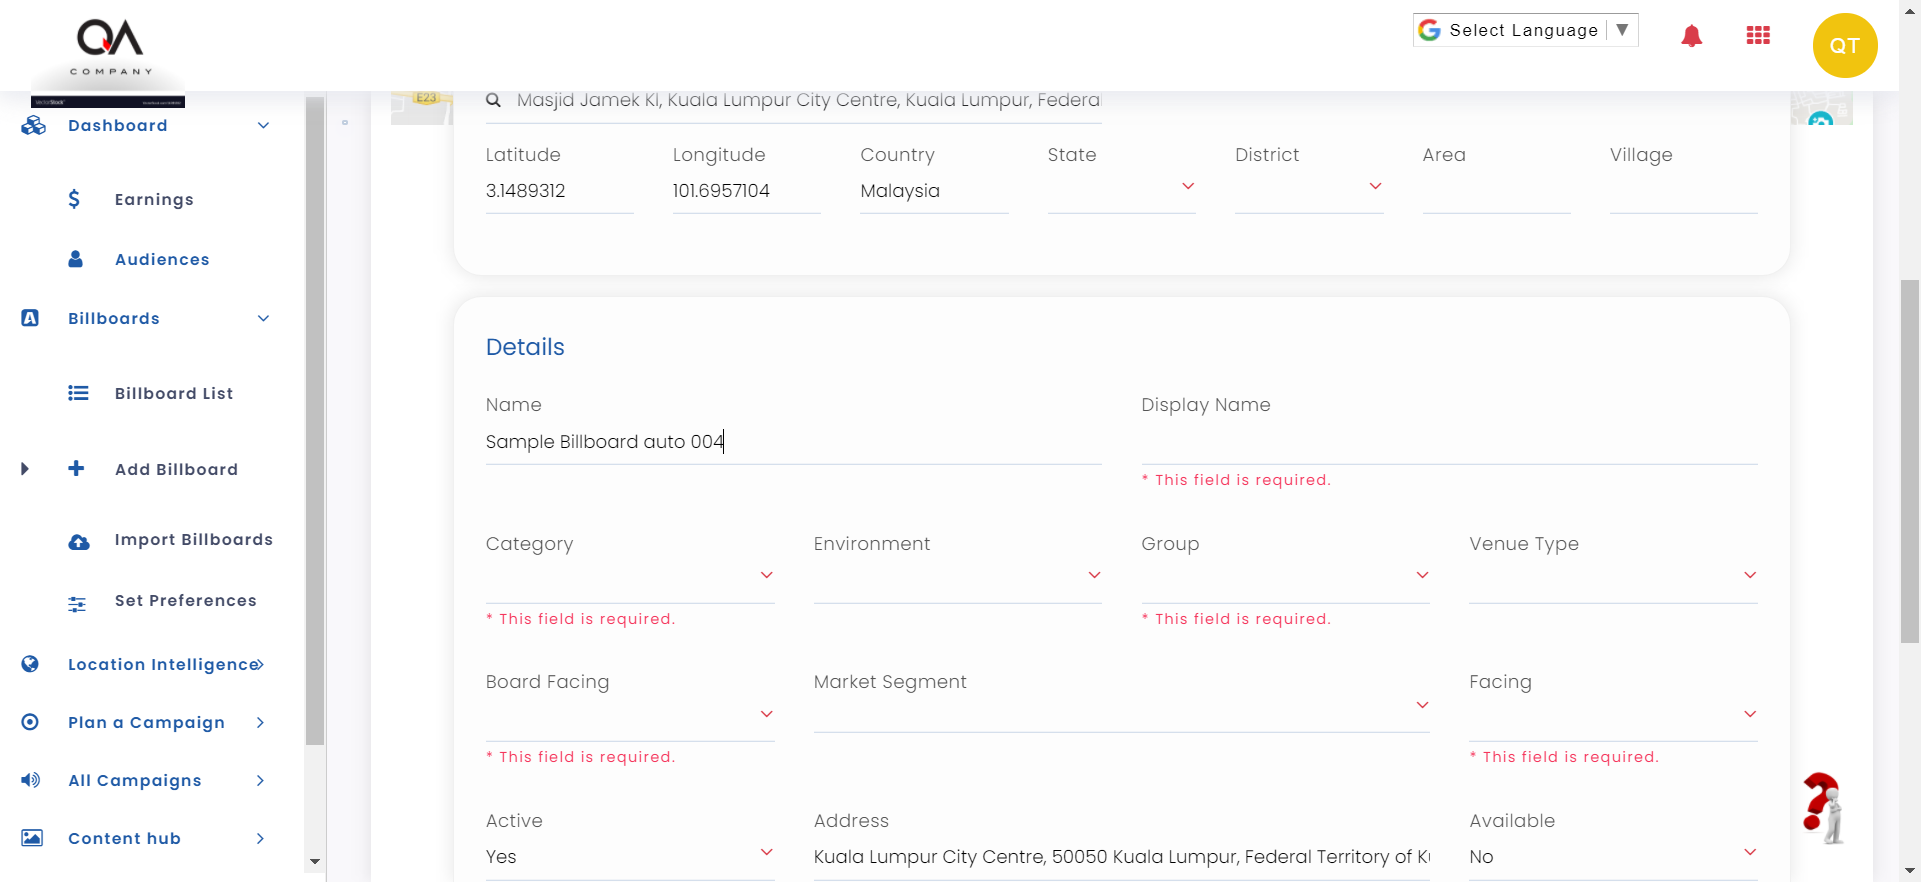 QA
COMPANY
Select Language ▼
QT
Dashboard
Earnings
Audiences
Billboards
Billboard List
Add Billboard
Import Billboards
Set Preferences
Location Intelligence
Plan a Campaign
All Campaigns
Content hub
E23
Masjid Jamek Kl, Kuala Lumpur City Centre, Kuala Lumpur, Federal
Latitude Longitude Country State District Area Village
3.1489312 101.6957104 Malaysia
Details
Name Display Name
Sample Billboard auto 004
* This field is required.
Category Environment Group Venue Type
* This field is required. * This field is required.
Board Facing Market Segment Facing
* This field is required. * This field is required.
Active Address Available
Yes Kuala Lumpur City Centre, 50050 Kuala Lumpur, Federal Territory of No